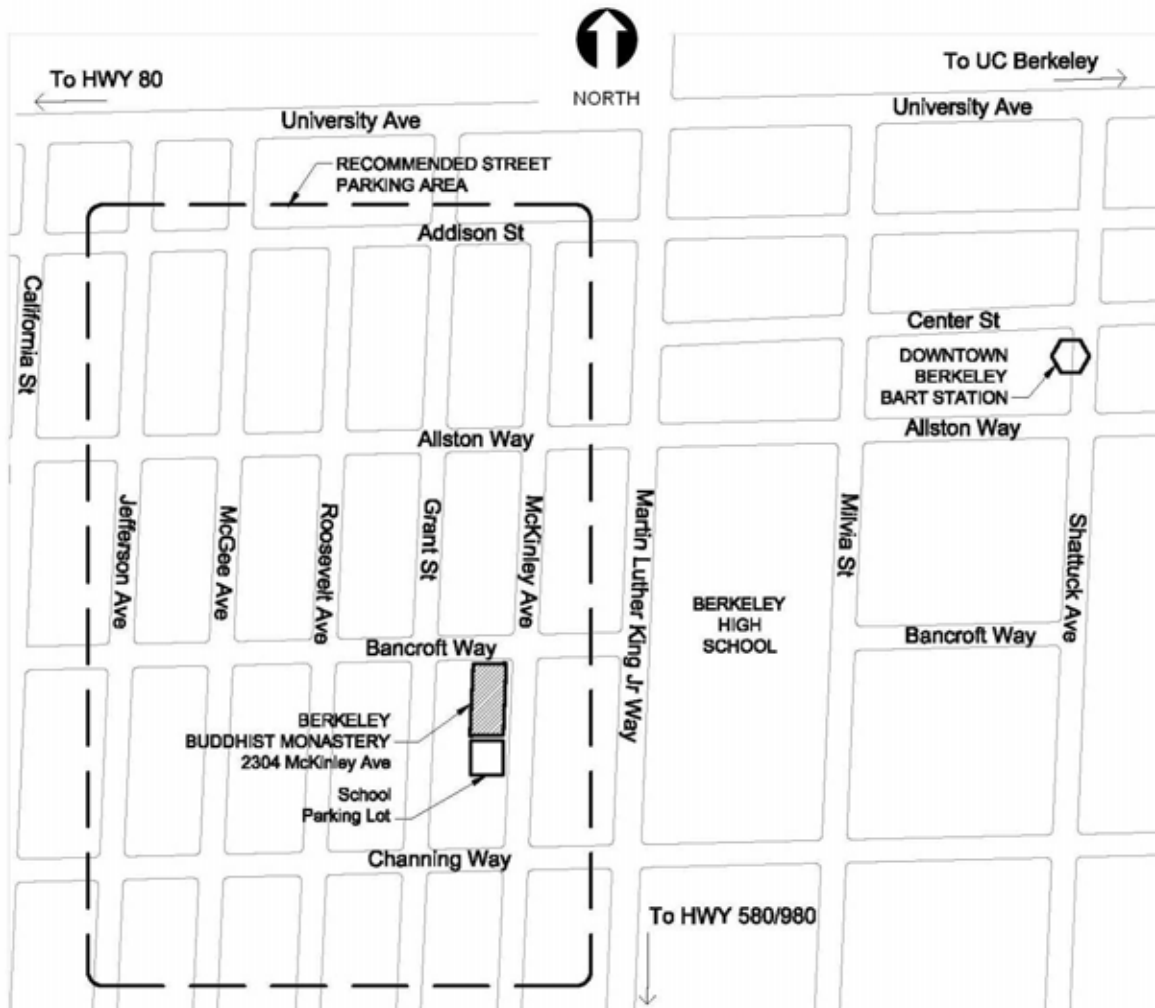 To HWY 80
NORTH
To UC Berkeley
University Ave
University Ave
RECOMMENDED STREET
PARKING AREA
Addison St
California St
Center St
DOWNTOWN
BERKELEY
BART STATION
Allston Way
Allston Way
Jefferson Ave
McGee Ave
Roosevelt Ave
Grant St
McKinley Ave
Martin Luther King Jr Way
Milvia St
Shattuck Ave
BERKELEY
HIGH
SCHOOL
Bancroft Way
Bancroft Way
BERKELEY
BUDDHIST MONASTERY
2304 McKinley Ave
School
Parking Lot
Channing Way
To HWY 580/980